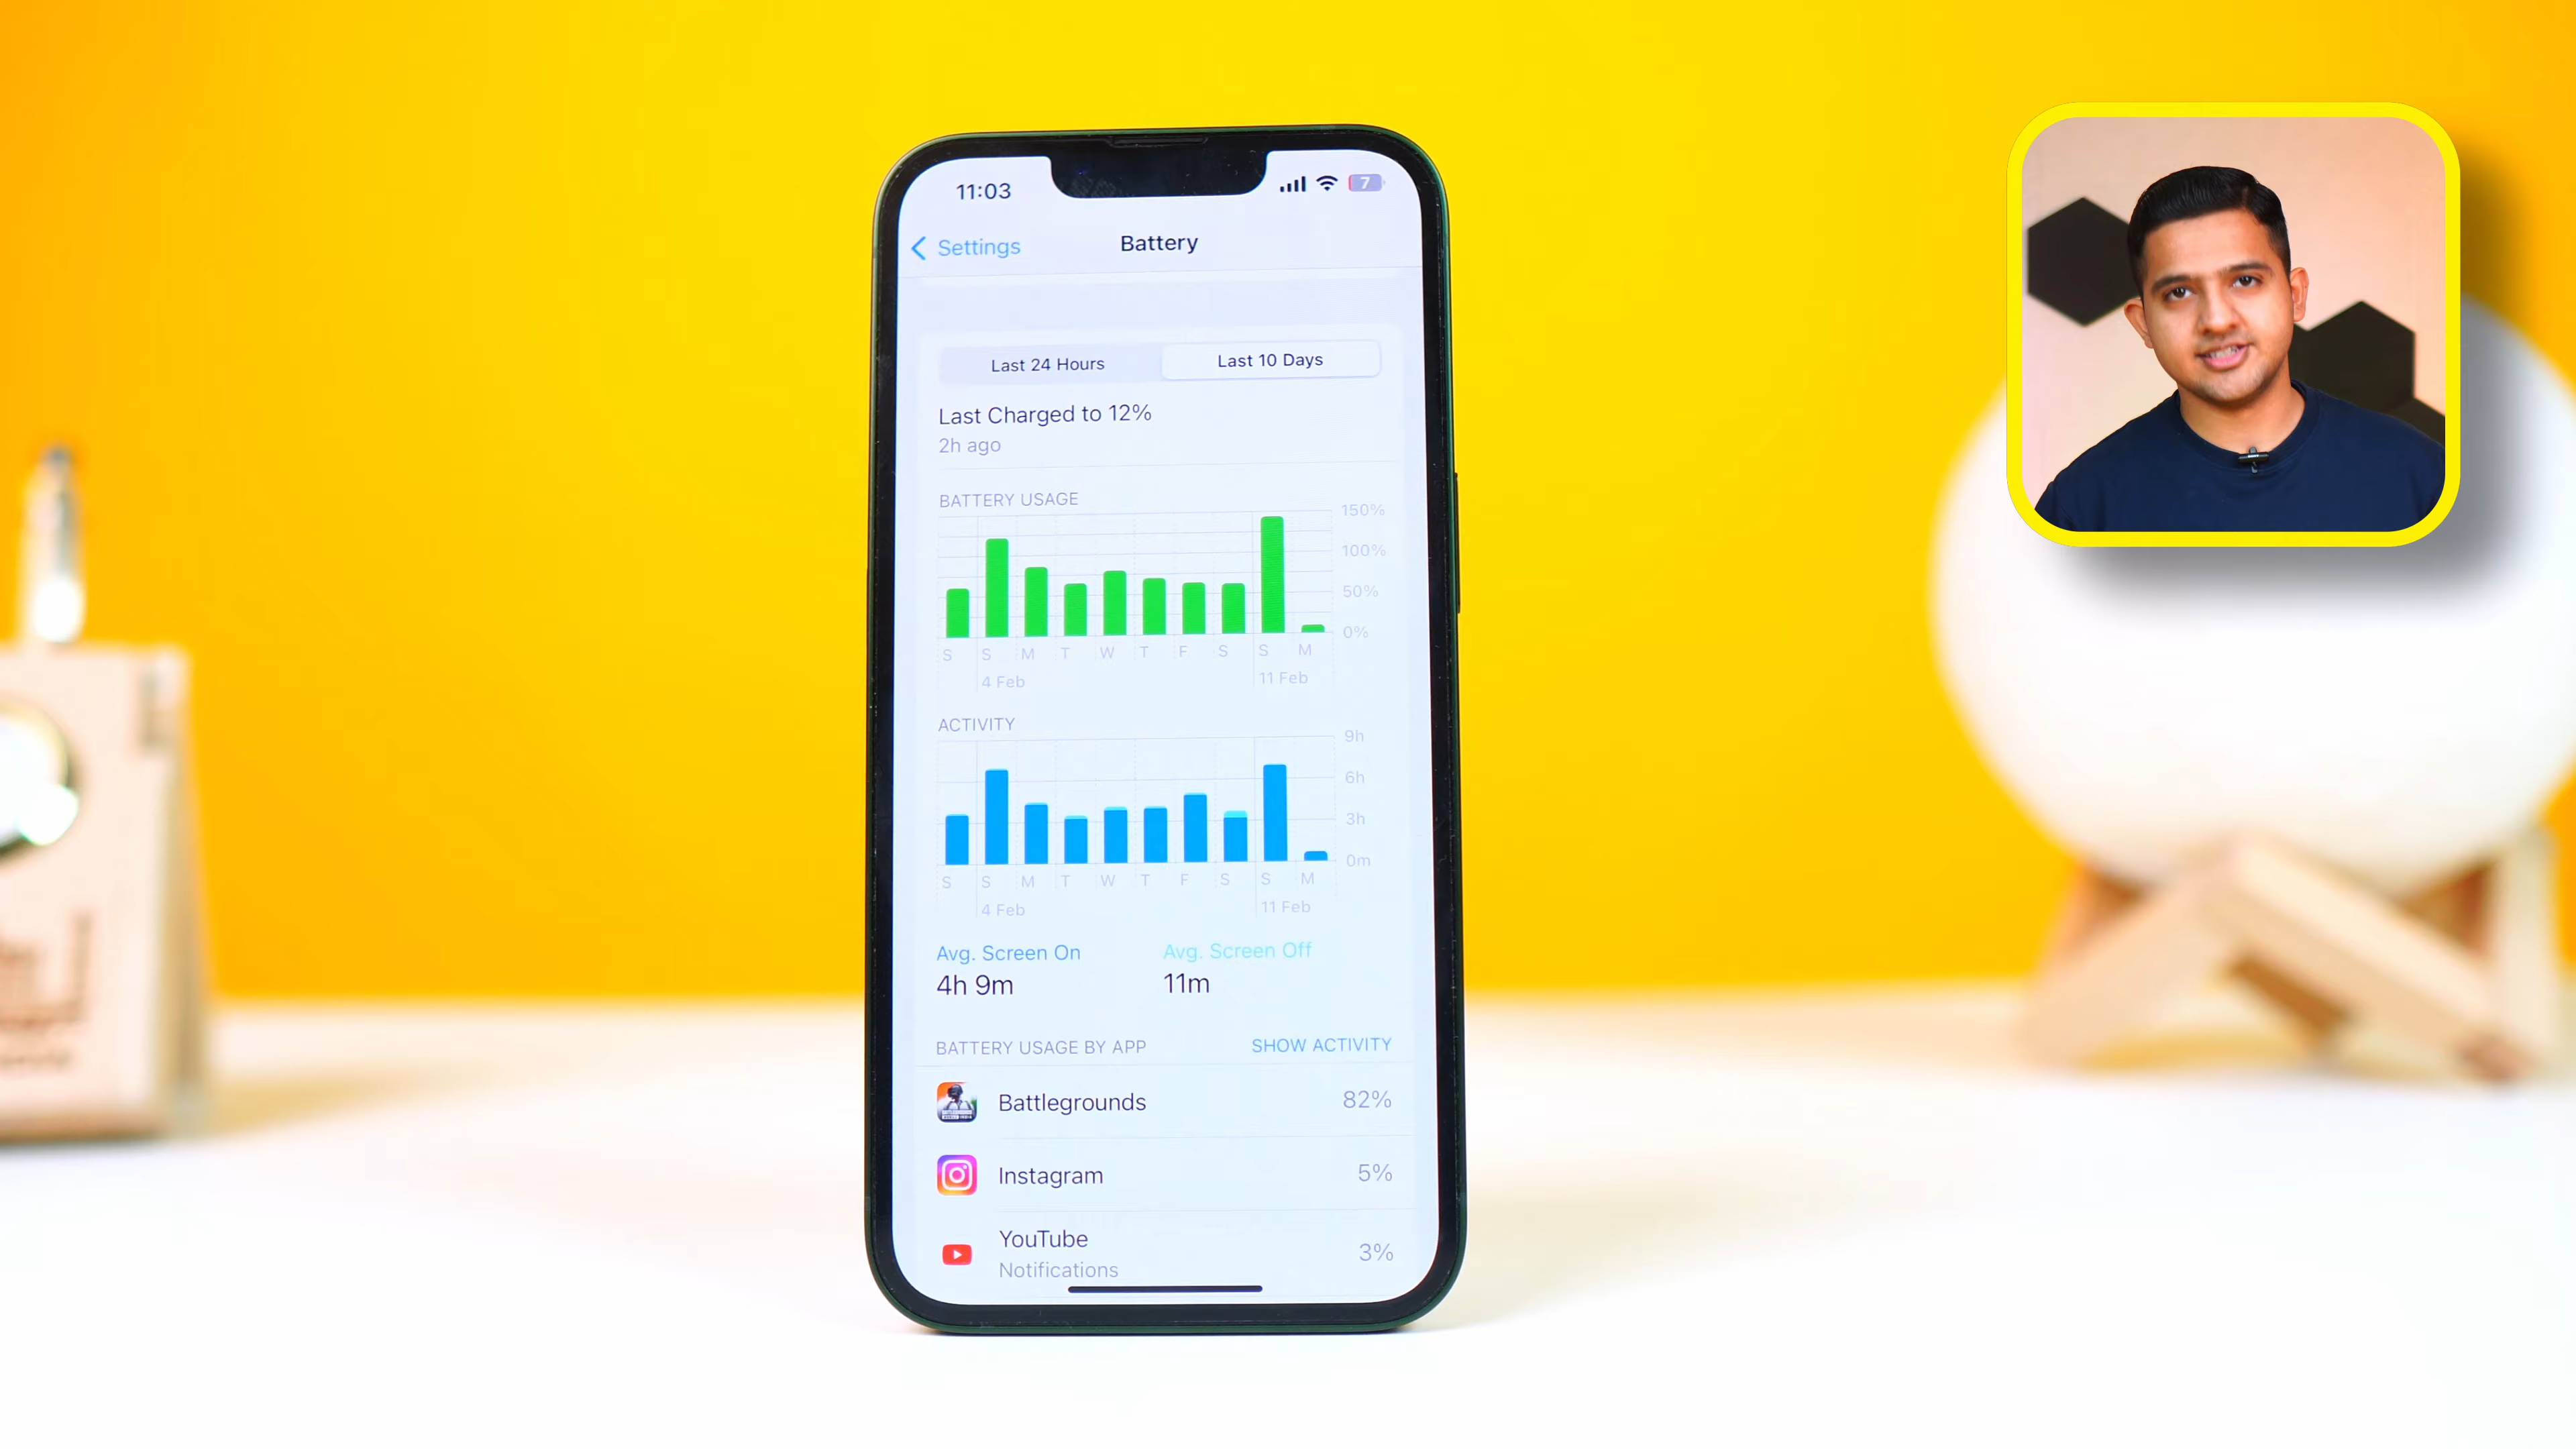 11:03
7
Settings
Battery
Last 24 Hours
Last 10 Days
Last Charged to 12%
2h ago
BATTERY USAGE
150%
100%
50%
0%
S S M T W T F S S M
4 Feb
11 Feb
ACTIVITY
9h
6h
3h
0m
S S M T W T F S S M
4 Feb
11 Feb
Avg. Screen On
Avg. Screen Off
4h 9m
11m
BATTERY USAGE BY APP
SHOW ACTIVITY
Battlegrounds
82%
Instagram
5%
YouTube
3%
Notifications